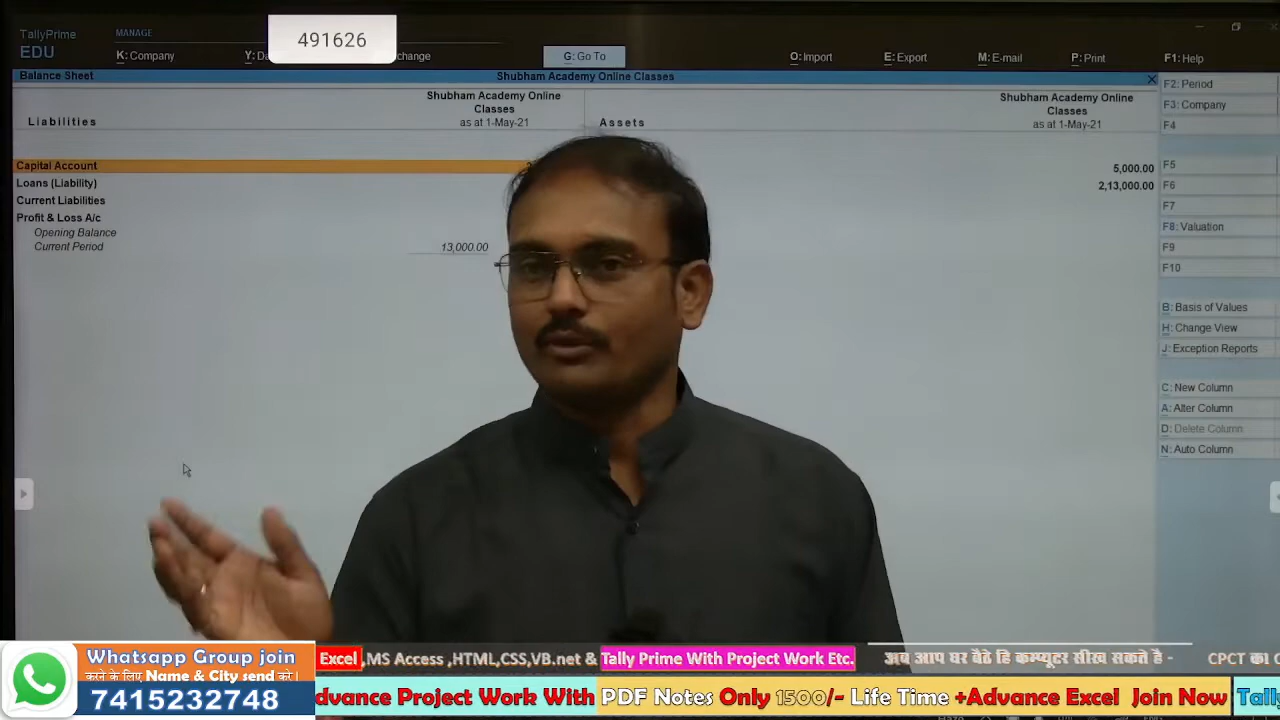 TallyPrime
EDU
MANAGE
K: Company
491626
change
G: Go To
O: Import
E: Export
M: E-mail
P: Print
F1: Help
Balance Sheet
Shubham Academy Online Classes
Liabilities
Shubham Academy Online
Classes
as at 1-May-21
Assets
Shubham Academy Online
Classes
as at 1-May-21
Capital Account
5,000.00
Loans (Liability)
2,13,000.00
Current Liabilities
Profit & Loss A/c
Opening Balance
Current Period
13,000.00
F2: Period
F3: Company
F4
F5
F6
F7
F8: Valuation
F9
F10
B: Basis of Values
H: Change View
J: Exception Reports
C: New Column
A: Alter Column
D: Delete Column
N: Auto Column
Whatsapp Group join
करने के लिए Name & City send करें।
7415232748
Excel ,MS Access ,HTML,CSS,VB.net & Tally Prime With Project Work Etc.
अब आप घर बैठे हि कम्प्यूटर सीख सकते है - CPCT का
dvance Project Work With PDF Notes Only 1500/- Life Time +Advance Excel Join Now Tally